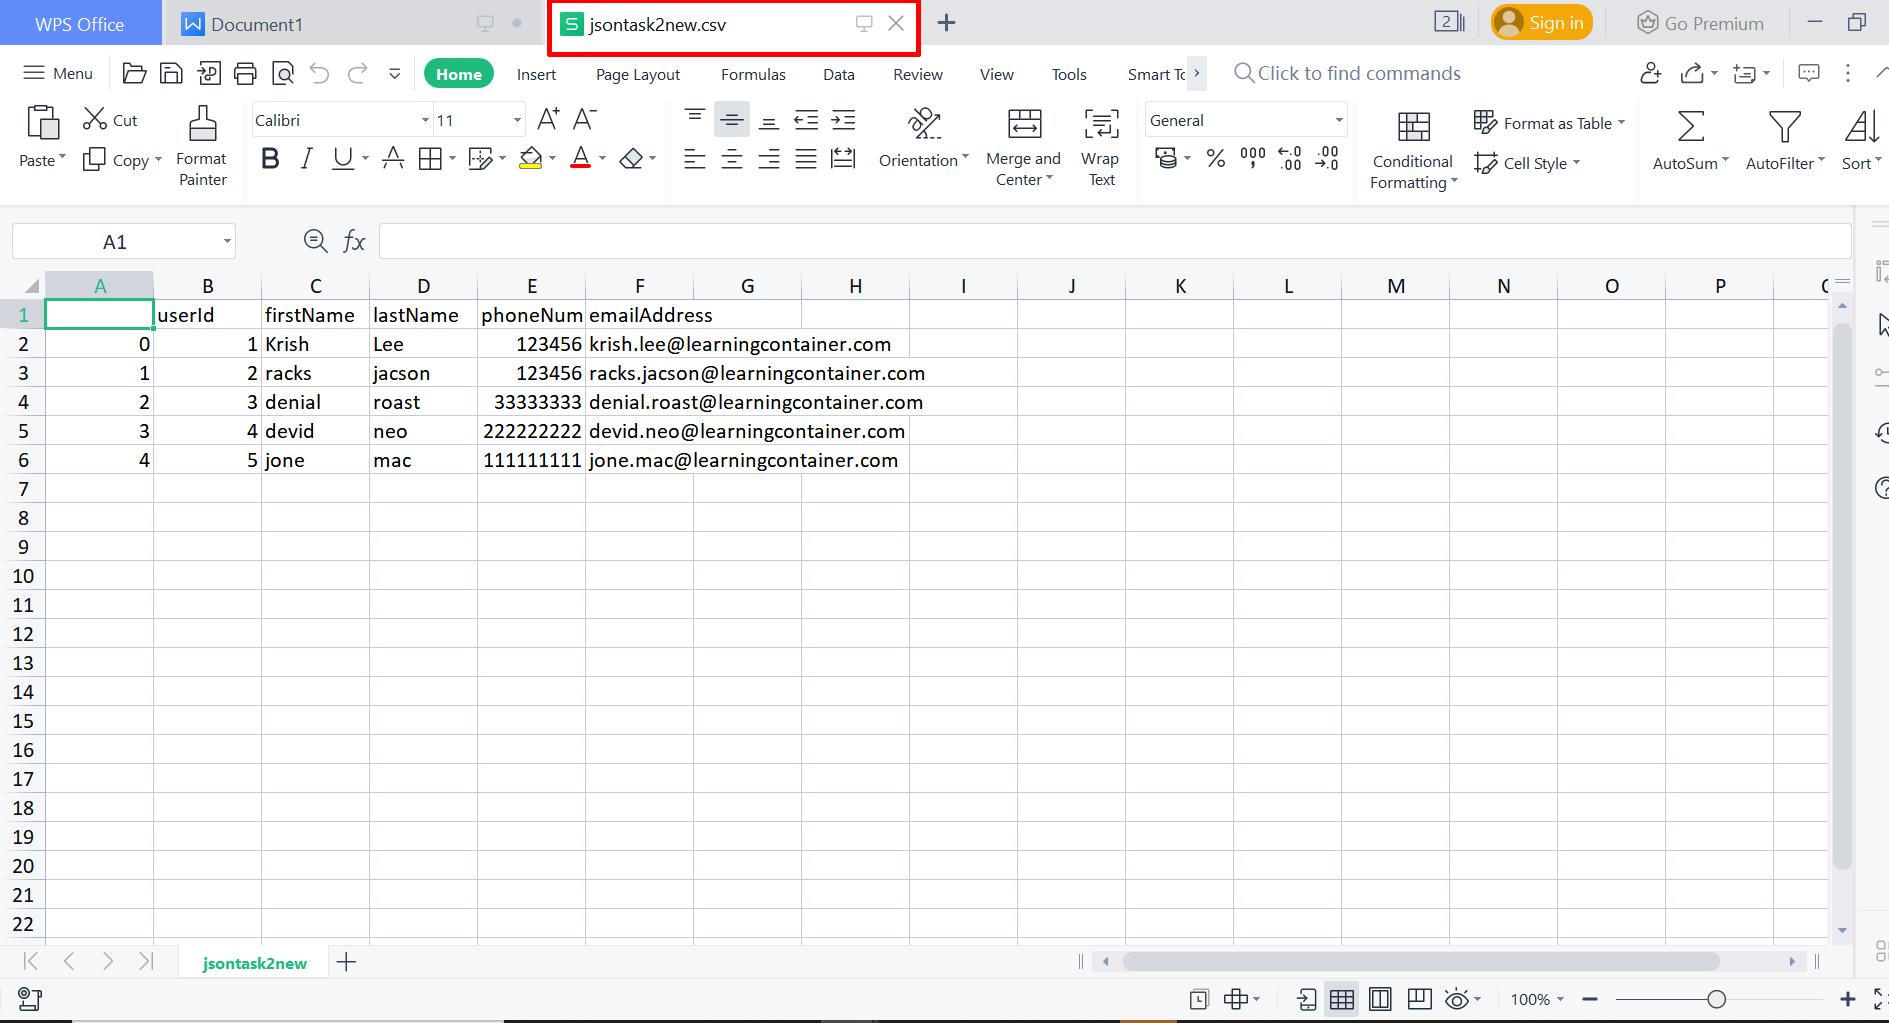 WPS Office Document1 jsontask2new.csv 2 Sign in Go Premium
Menu Home Insert Page Layout Formulas Data Review View Tools Smart To Click to find commands
Paste Cut Copy Format Painter
Calibri 11
Orientation Merge and Center Wrap Text
General
Conditional Formatting Format as Table Cell Style
AutoSum AutoFilter Sort
A1 fx
A B C D E F G H I J K L M N O P
1 userId firstName lastName phoneNum emailAddress
2 0 1 Krish Lee 123456 krish.lee@learningcontainer.com
3 1 2 racks jacson 123456 racks.jacson@learningcontainer.com
4 2 3 denial roast 33333333 denial.roast@learningcontainer.com
5 3 4 devid neo 222222222 devid.neo@learningcontainer.com
6 4 5 jone mac 111111111 jone.mac@learningcontainer.com
7
8
9
10
11
12
13
14
15
16
17
18
19
20
21
22
jsontask2new
100%